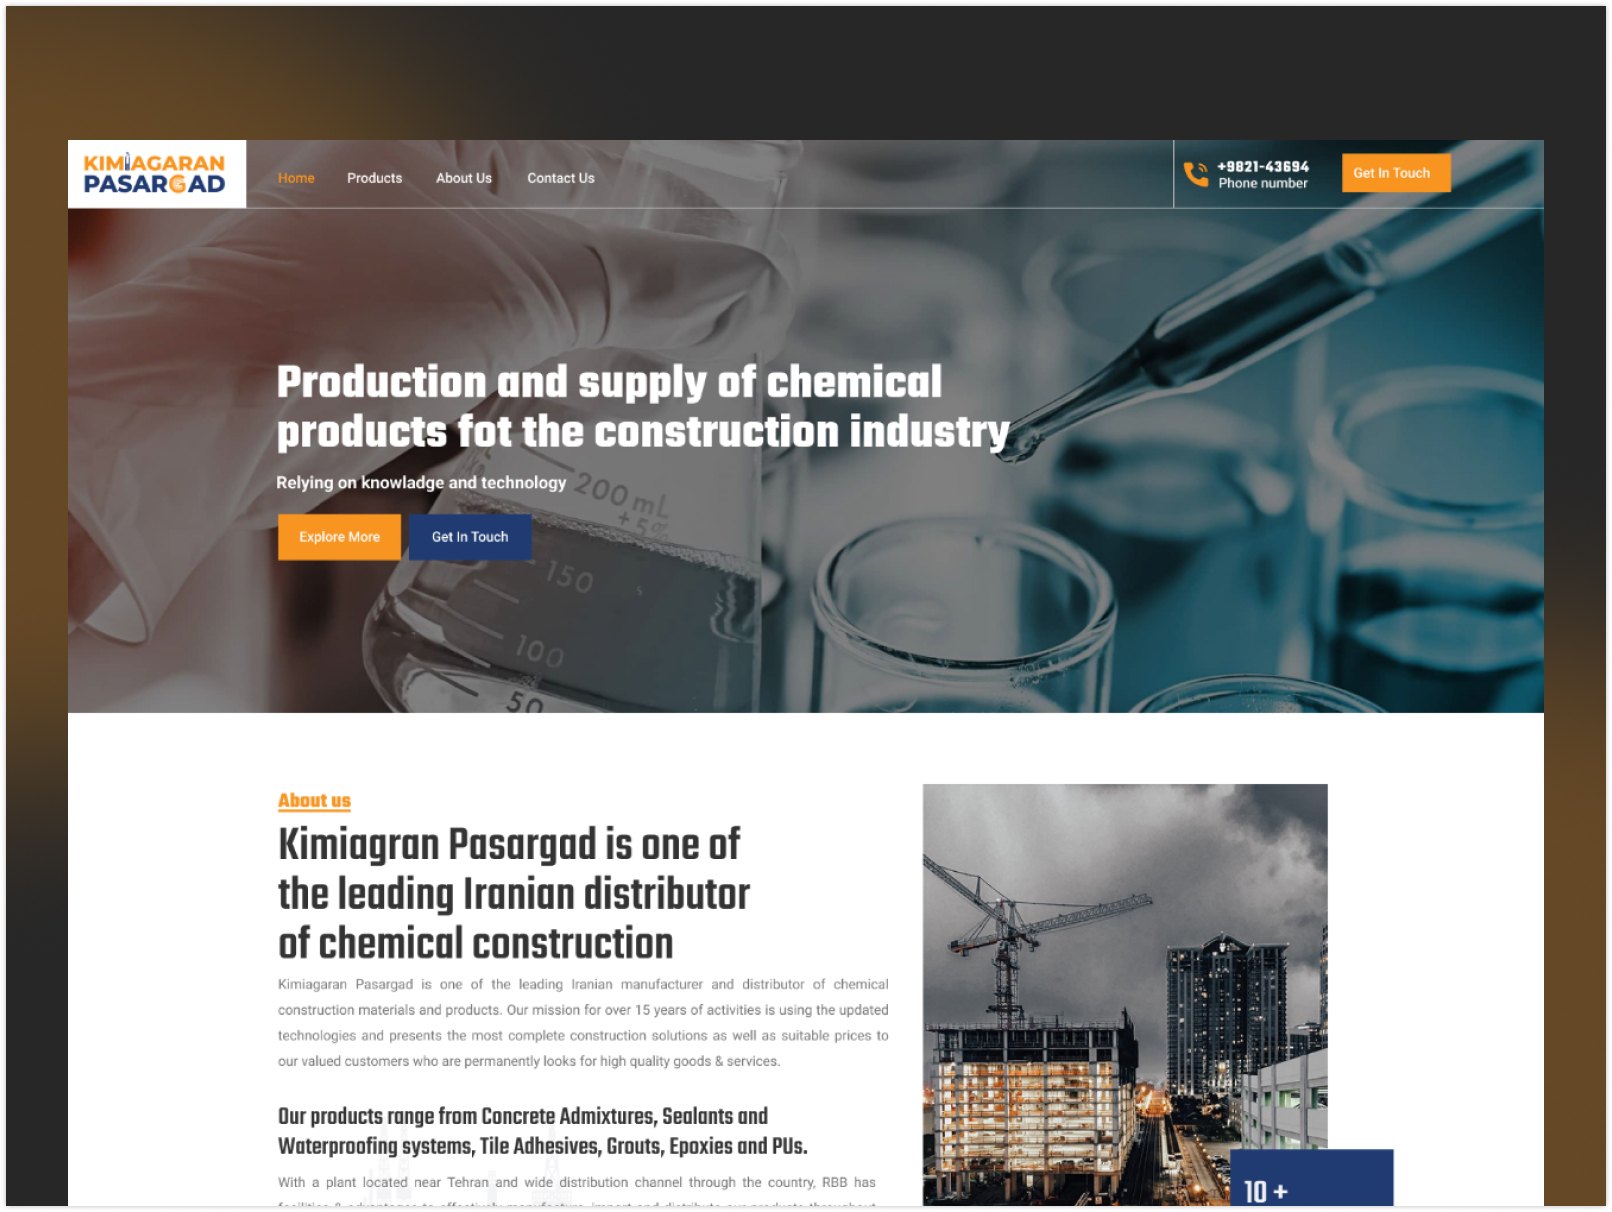 KIMIAGARAN
PASARGAD
Home
Products
About Us
Contact Us
+9821-43694
Phone number
Get In Touch
Production and supply of chemical
products fot the construction industry
Relying on knowladge and technology
Explore More
Get In Touch
200 mL
± 5%
150
100
50
About us
Kimiagran Pasargad is one of
the leading Iranian distributor
of chemical construction
Kimiagaran Pasargad is one of the leading Iranian manufacturer and distributor of chemical
construction materials and products. Our mission for over 15 years of activities is using the updated
technologies and presents the most complete construction solutions as well as suitable prices to
our valued customers who are permanently looks for high quality goods & services.
Our products range from Concrete Admixtures, Sealants and
Waterproofing systems, Tile Adhesives, Grouts, Epoxies and PUs.
With a plant located near Tehran and wide distribution channel through the country, RBB has
10 +